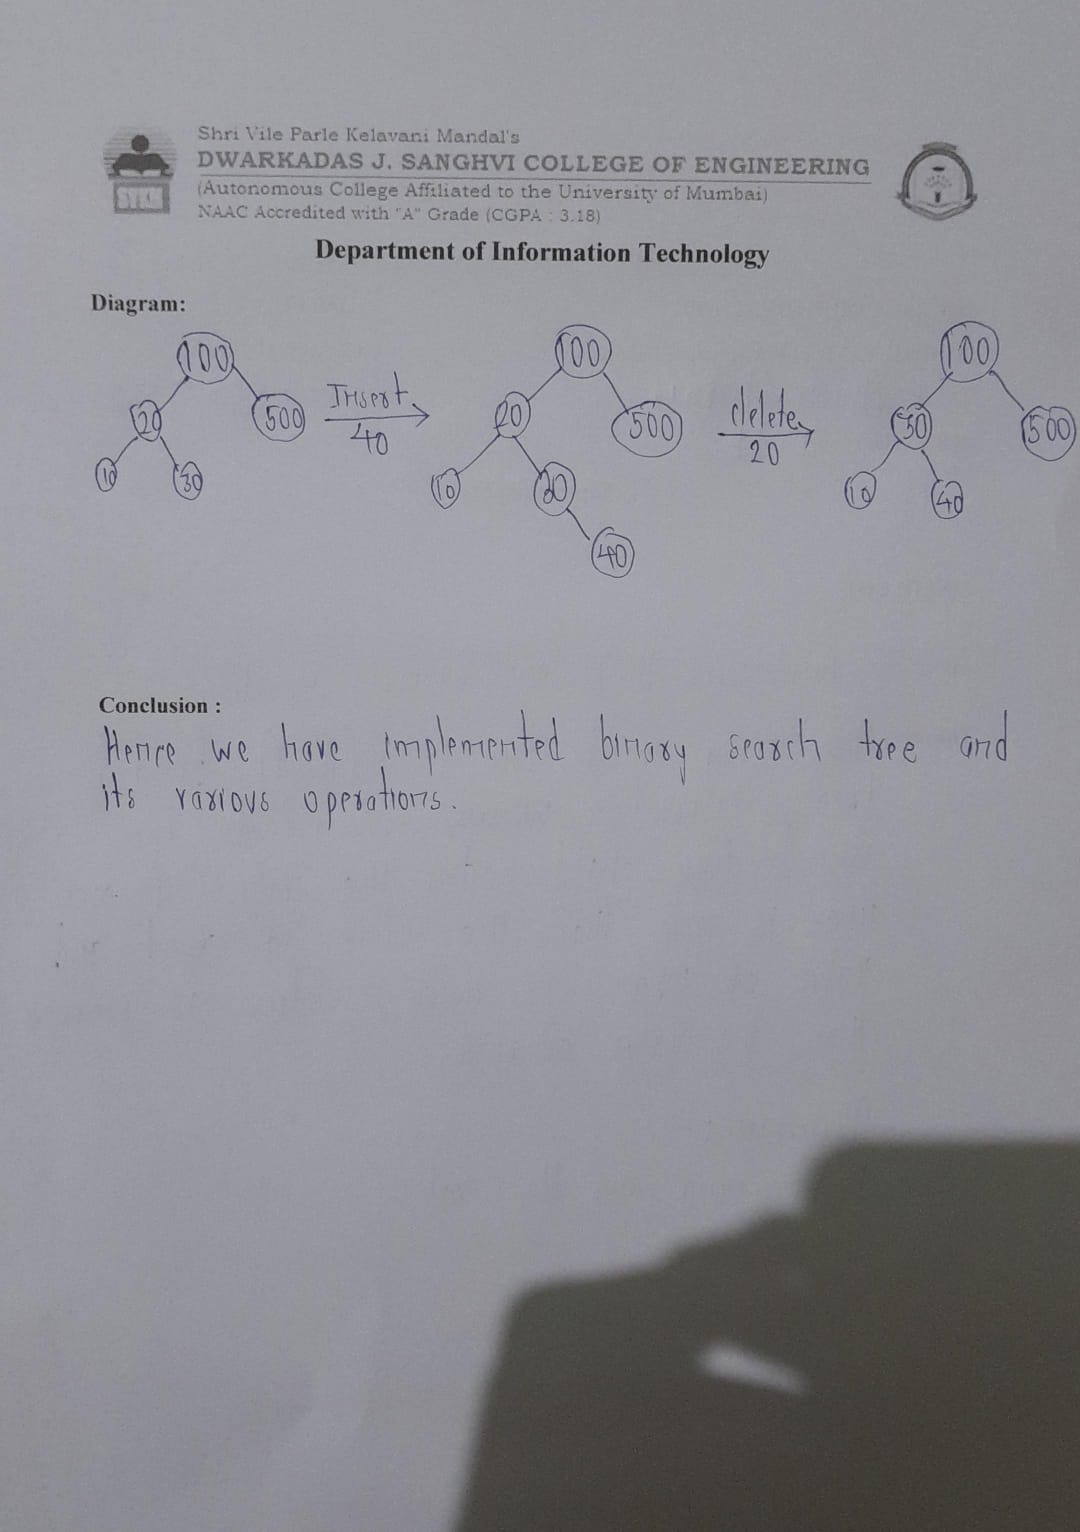 Shri Vile Parle Kelavani Mandal's
DWARKADAS J. SANGHVI COLLEGE OF ENGINEERING
(Autonomous College Affiliated to the University of Mumbai)
NAAC Accredited with "A" Grade (CGPA : 3.18)
Department of Information Technology
Diagram:
100
20 500
10 30
Insert
40
100
20 500
10 30
40
delete
20
100
30 500
10 40
Conclusion :
Hence we have implemented binary search tree and
its various operations.